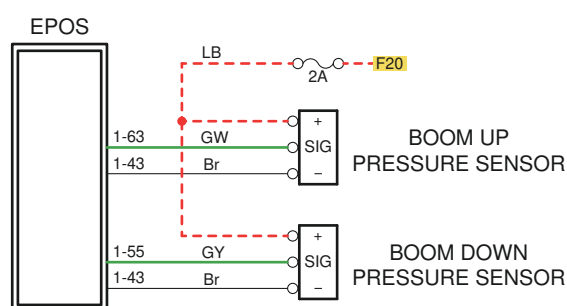 EPOS
LB
2A
F20
1-63 GW
+
SIG
–
BOOM UP
PRESSURE SENSOR
1-43 Br
1-55 GY
+
SIG
–
BOOM DOWN
PRESSURE SENSOR
1-43 Br